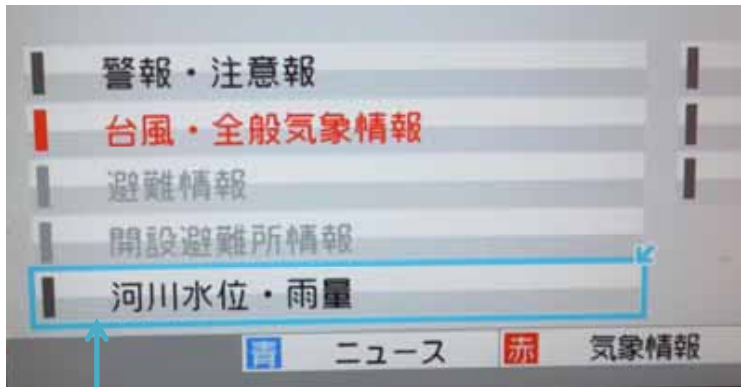 警報・注意報
台風・全般気象情報
避難情報
開設避難所情報
河川水位・雨量
青 ニュース 赤 気象情報